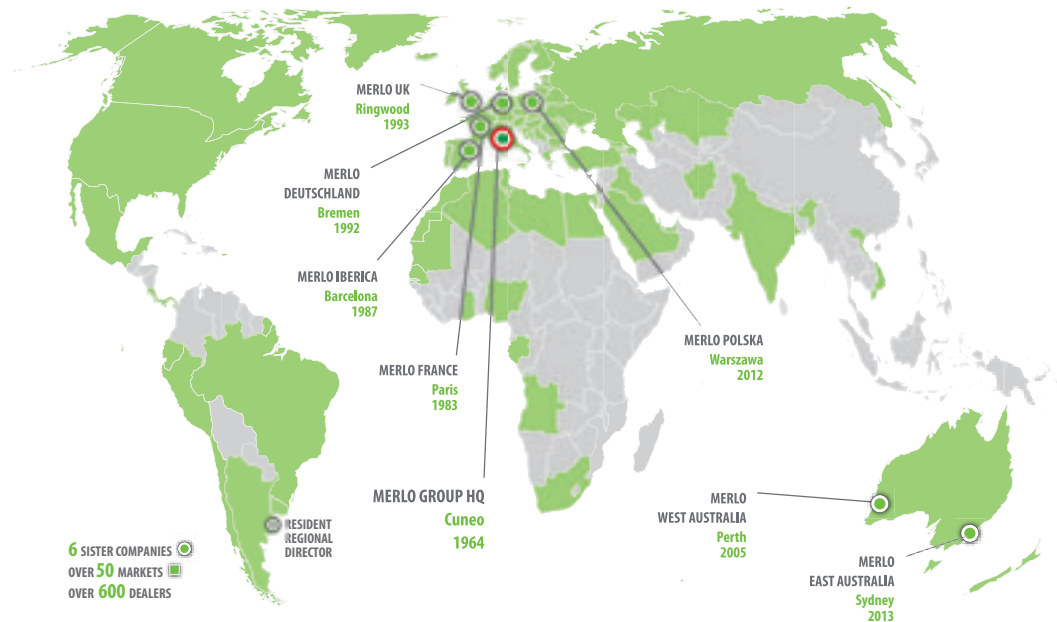 MERLO UK
Ringwood
1993
MERLO
DEUTSCHLAND
Bremen
1992
MERLO IBERICA
Barcelona
1987
MERLO FRANCE
Paris
1983
MERLO GROUP HQ
Cuneo
1964
MERLO POLSKA
Warszawa
2012
MERLO
WEST AUSTRALIA
Perth
2005
MERLO
EAST AUSTRALIA
Sydney
2013
RESIDENT
REGIONAL
DIRECTOR
6 SISTER COMPANIES
OVER 50 MARKETS
OVER 600 DEALERS